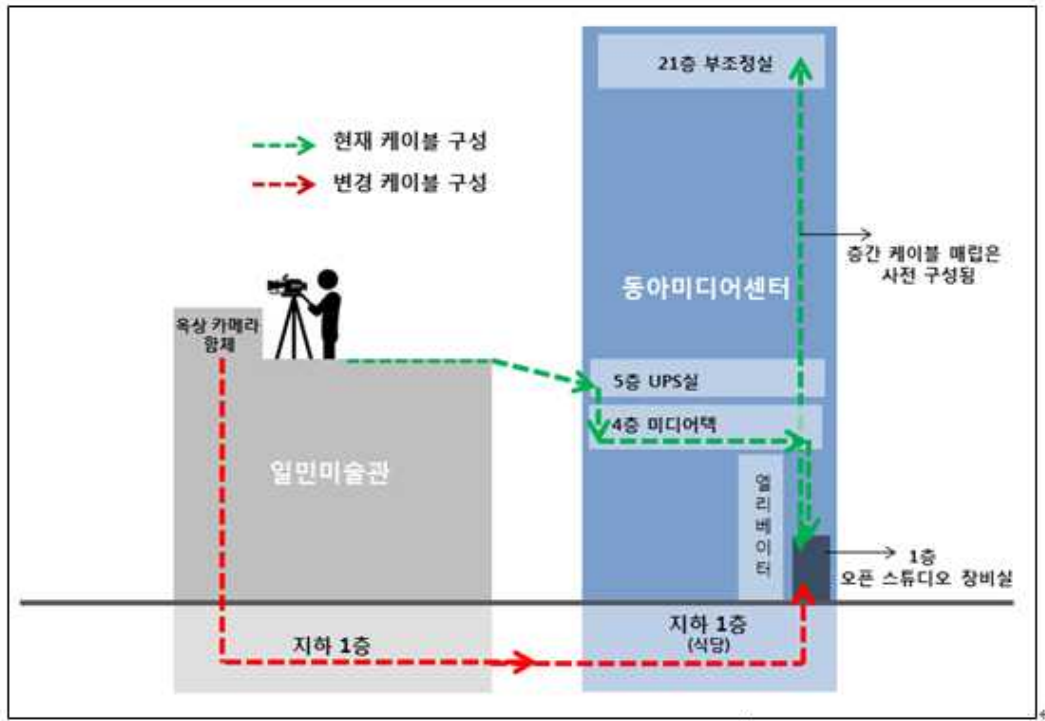 21층 부조정실
현재 케이블 구성
변경 케이블 구성
층간 케이블 매립은
사전 구성됨
동아미디어센터
옥상 카메라
함체
5층 UPS실
4층 미디어텍
일민미술관
엘리베이터
1층
오픈 스튜디오 장비실
지하 1층
지하 1층
(식당)